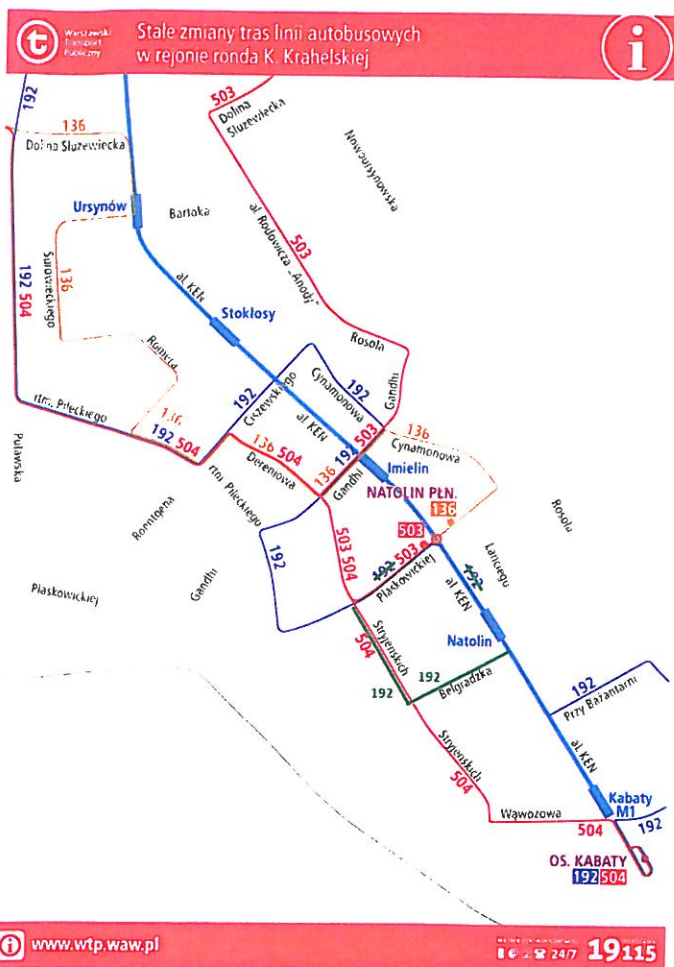 Warszawski
Transport
Publiczny
Stałe zmiany tras linii autobusowych
w rejonie ronda K. Krahelskiej
192
503
Dolina
Służewiecka
136
Dolina Służewiecka
Nowoursynowska
Ursynów
Bartoka
al. Rodowicza „Anody"
503
192 504
Surowieckiego
136
al. KEN
Stokłosy
Romera
Rosoła
Cynamonowa
192
Gandhi
rtm. Pileckiego
192
Ciszewskiego
136
192 504
al. KEN
503
192
136
Cynamonowa
Puławska
136 504
Dereniowa
136
Gandhi
Imielin
NATOLIN PŁN.
136
rtm. Pileckiego
Roentgena
503
Rosoła
192
503 504
192 503
Płaskowickiej
Lanciego
192
al. KEN
Płaskowickiej
Gandhi
Stryjeńskich
504
Natolin
192
192
Belgradzka
192
Przy Bażantarni
Stryjeńskich
504
al. KEN
Kabaty
M1
Wąwozowa
504
192
OS. KABATY
192 504
www.wtp.waw.pl
24/7
19115